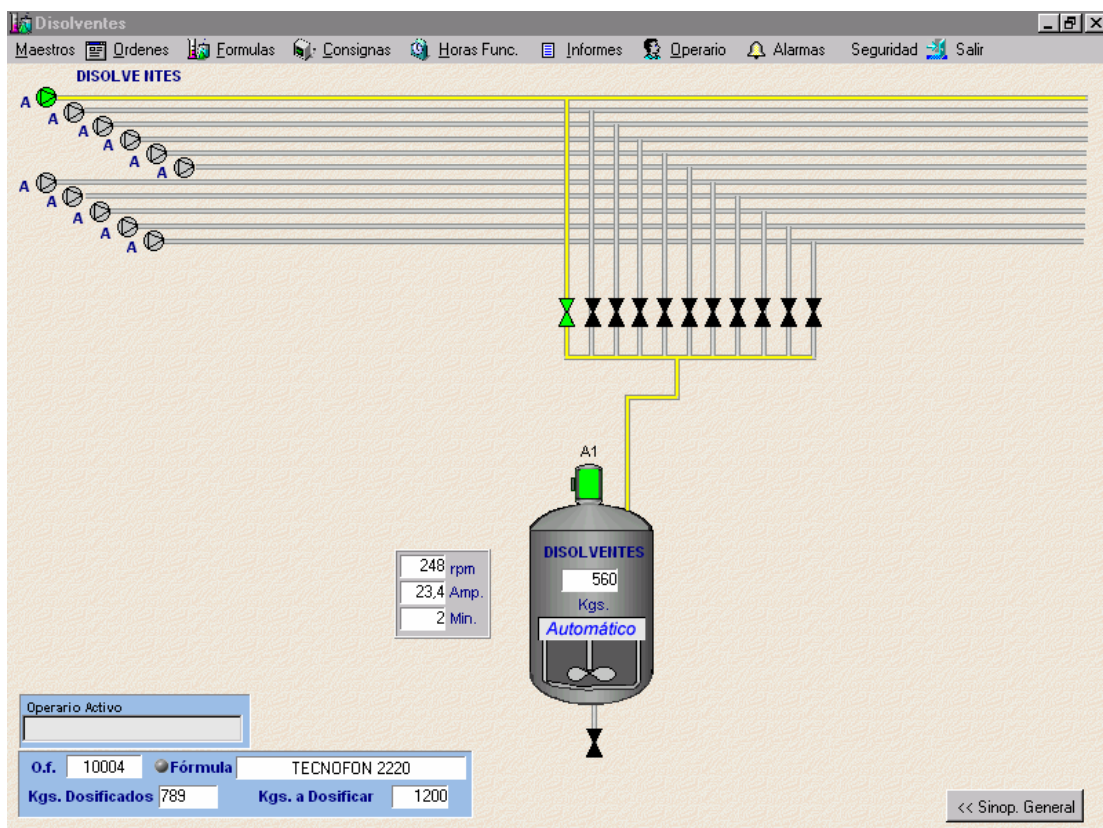 Disolventes
Maestros Ordenes Formulas Consignas Horas Func. Informes Operario Alarmas Seguridad Salir
DISOLVENTES
A
A
A
A
A
A
A
A
A
A
A
A1
DISOLVENTES
560
Kgs.
Automático
248 rpm
23,4 Amp.
2 Min.
Operario Activo
O.f. 10004 Fórmula TECNOFON 2220
Kgs. Dosificados 789 Kgs. a Dosificar 1200
<< Sinop. General